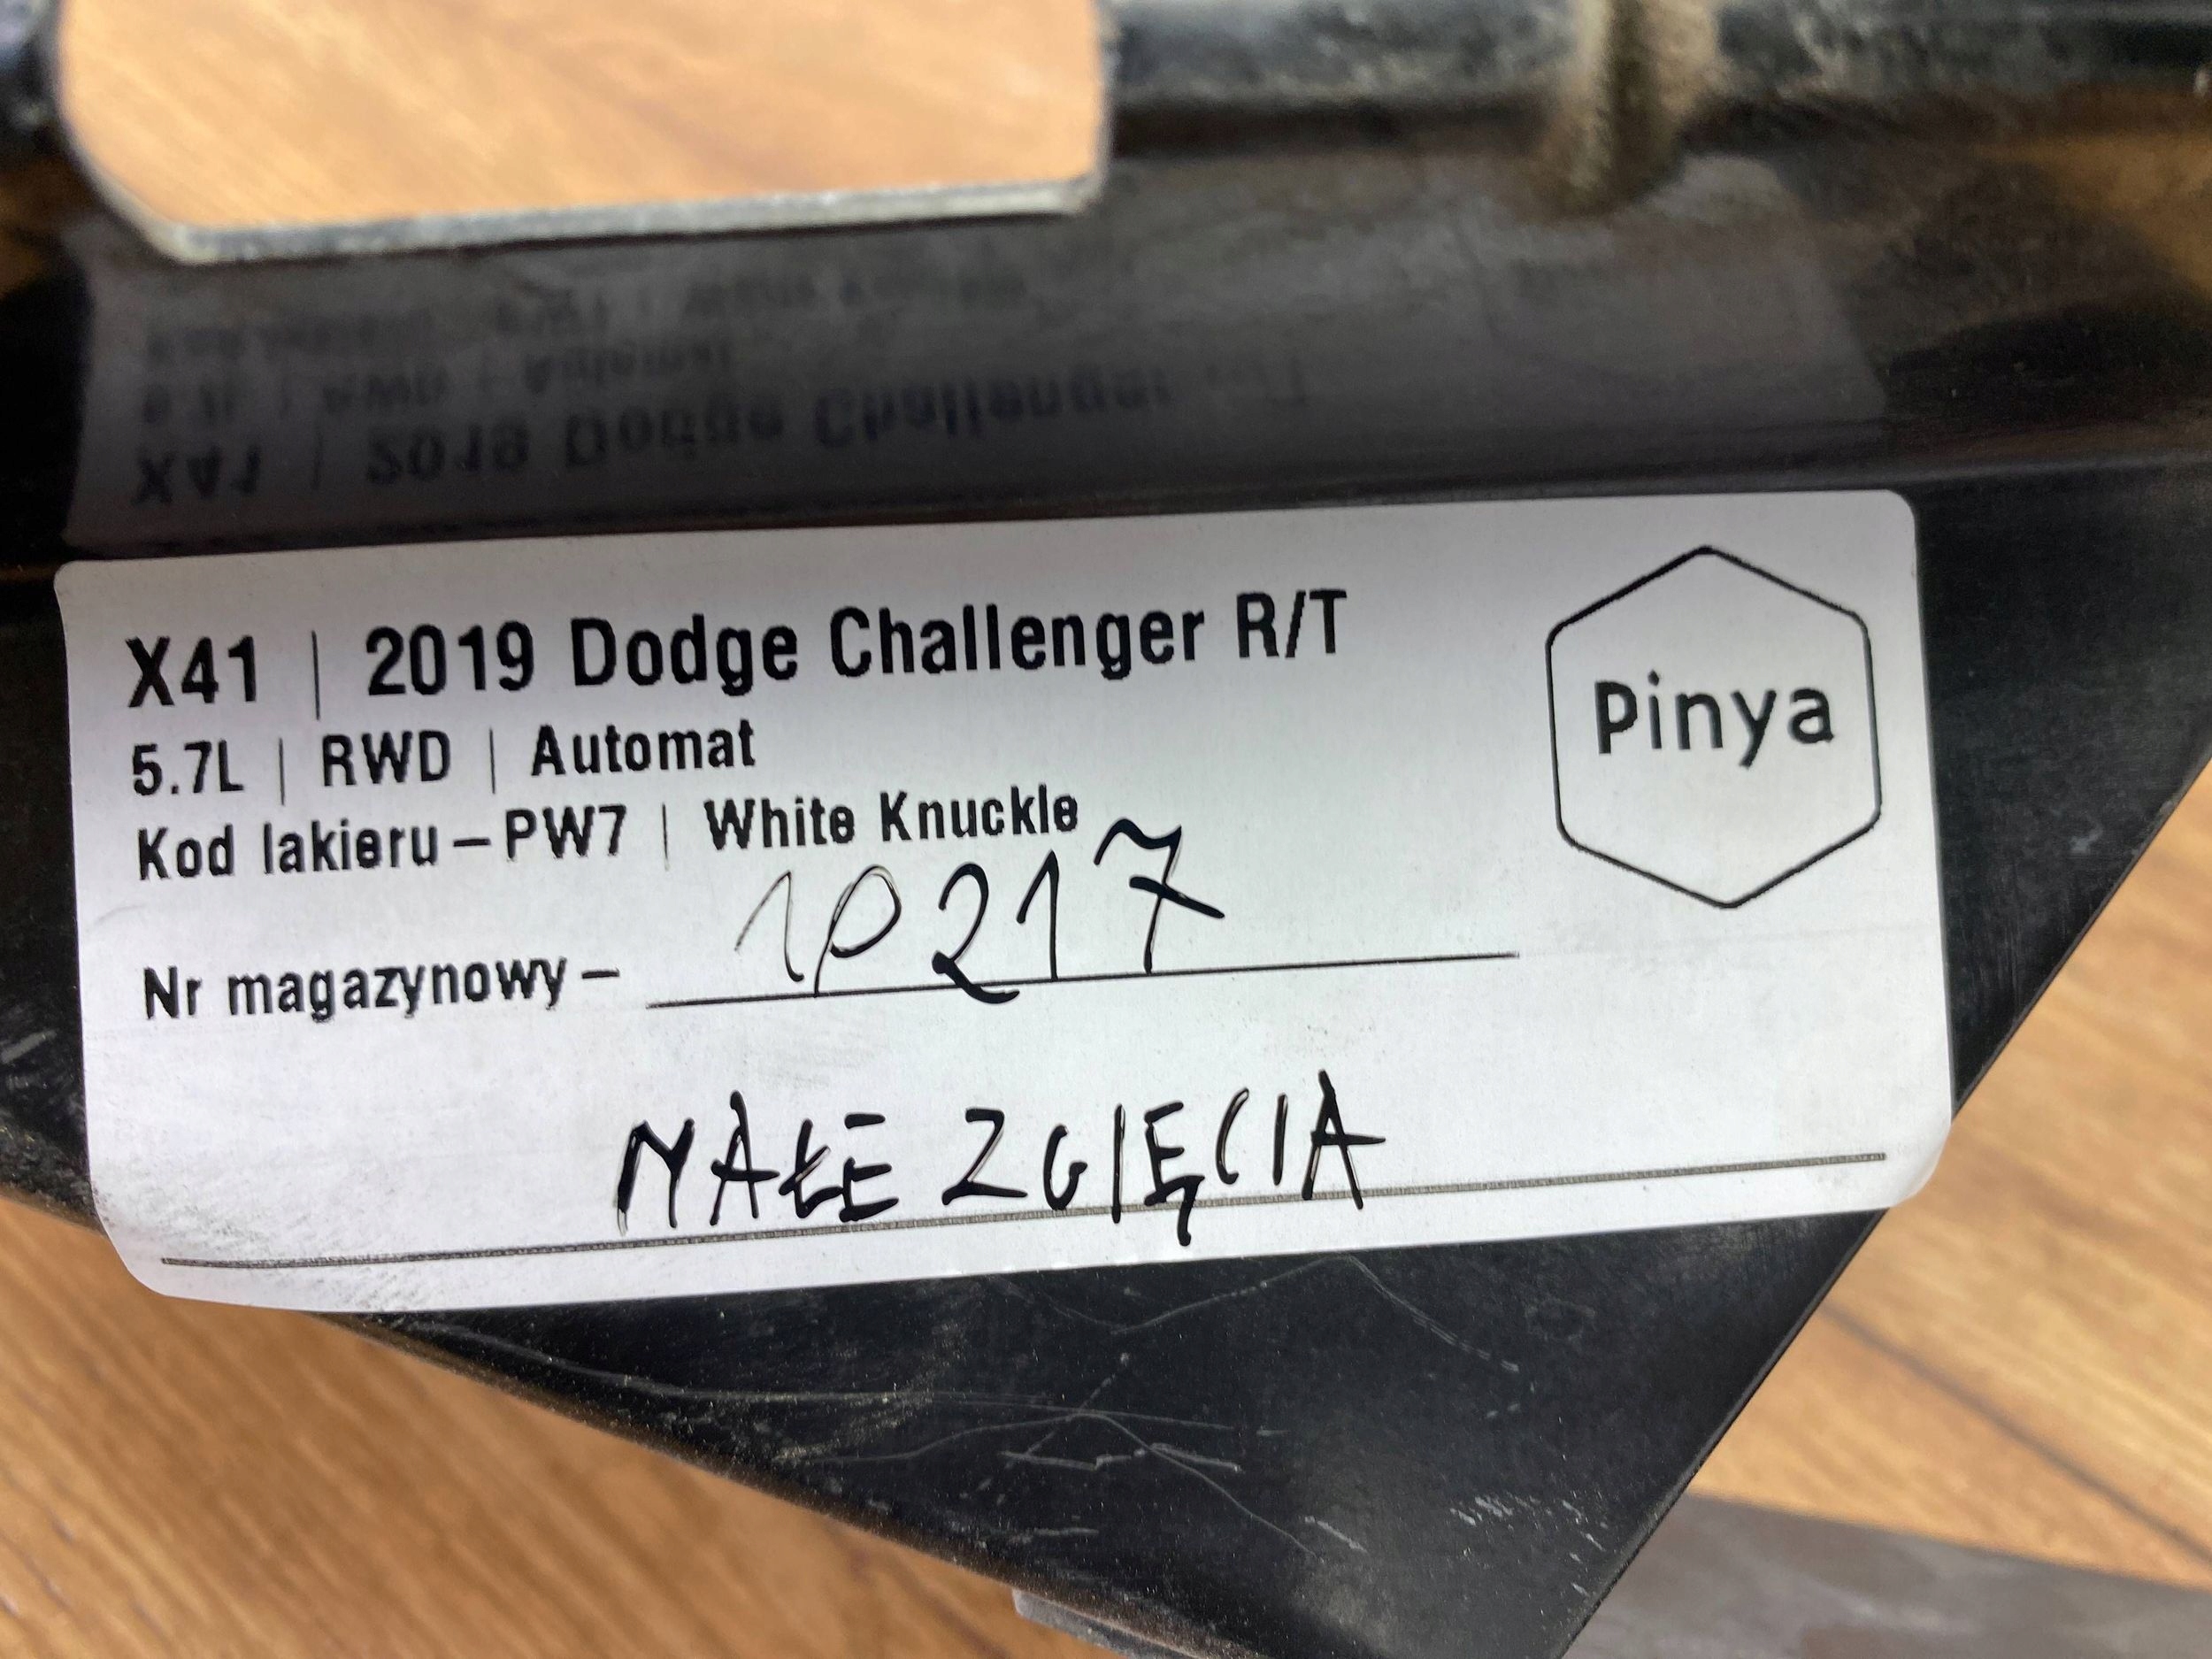 X41 | 2019 Dodge Challenger R/T
Pinya
5.7L | RWD | Automat
Kod lakieru – PW7 | White Knuckle
Nr magazynowy – 10217
MAŁE ZGIĘCIA